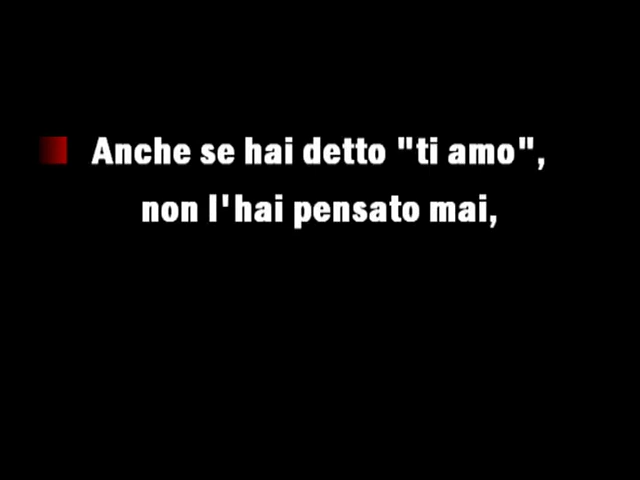 Anche se hai detto "ti amo",
non l'hai pensato mai,